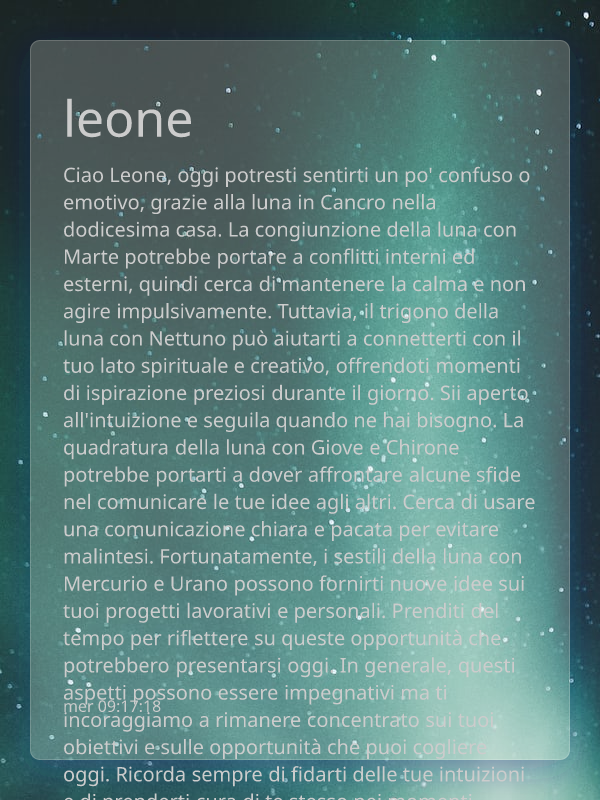 leone
Ciao Leone, oggi potresti sentirti un po' confuso o
emotivo, grazie alla luna in Cancro nella
dodicesima casa. La congiunzione della luna con
Marte potrebbe portare a conflitti interni ed
esterni, quindi cerca di mantenere la calma e non
agire impulsivamente. Tuttavia, il trigono della
luna con Nettuno può aiutarti a connetterti con il
tuo lato spirituale e creativo, offrendoti momenti
di ispirazione preziosi durante il giorno. Sii aperto
all'intuizione e seguila quando ne hai bisogno. La
quadratura della luna con Giove e Chirone
potrebbe portarti a dover affrontare alcune sfide
nel comunicare le tue idee agli altri. Cerca di usare
una comunicazione chiara e pacata per evitare
malintesi. Fortunatamente, i sestili della luna con
Mercurio e Urano possono fornirti nuove idee sui
tuoi progetti lavorativi e personali. Prenditi del
tempo per riflettere su queste opportunità che
potrebbero presentarsi oggi. In generale, questi
aspetti possono essere impegnativi ma ti
mer 09:17:18
incoraggiamo a rimanere concentrato sui tuoi
obiettivi e sulle opportunità che puoi cogliere
oggi. Ricorda sempre di fidarti delle tue intuizioni
e di prenderti cura di te stesso nei momenti